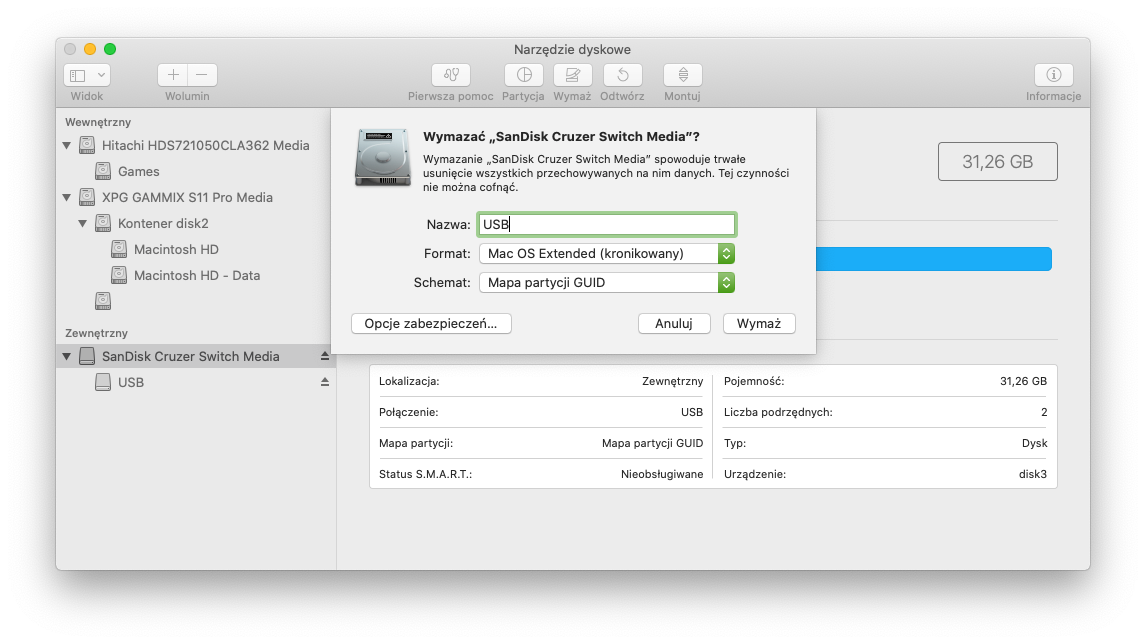 Narzędzie dyskowe
Widok
Wolumin
Pierwsza pomoc
Partycja
Wymaż
Odtwórz
Montuj
Informacje
Wewnętrzny
Hitachi HDS721050CLA362 Media
Games
XPG GAMMIX S11 Pro Media
Kontener disk2
Macintosh HD
Macintosh HD - Data
Zewnętrzny
SanDisk Cruzer Switch Media
USB
Wymazać „SanDisk Cruzer Switch Media”?
Wymazanie „SanDisk Cruzer Switch Media” spowoduje trwałe
usunięcie wszystkich przechowywanych na nim danych. Tej czynności
nie można cofnąć.
Nazwa: USB
Format: Mac OS Extended (kronikowany)
Schemat: Mapa partycji GUID
Opcje zabezpieczeń...
Anuluj
Wymaż
31,26 GB
Lokalizacja: Zewnętrzny
Połączenie: USB
Mapa partycji: Mapa partycji GUID
Status S.M.A.R.T.: Nieobsługiwane
Pojemność: 31,26 GB
Liczba podrzędnych: 2
Typ: Dysk
Urządzenie: disk3